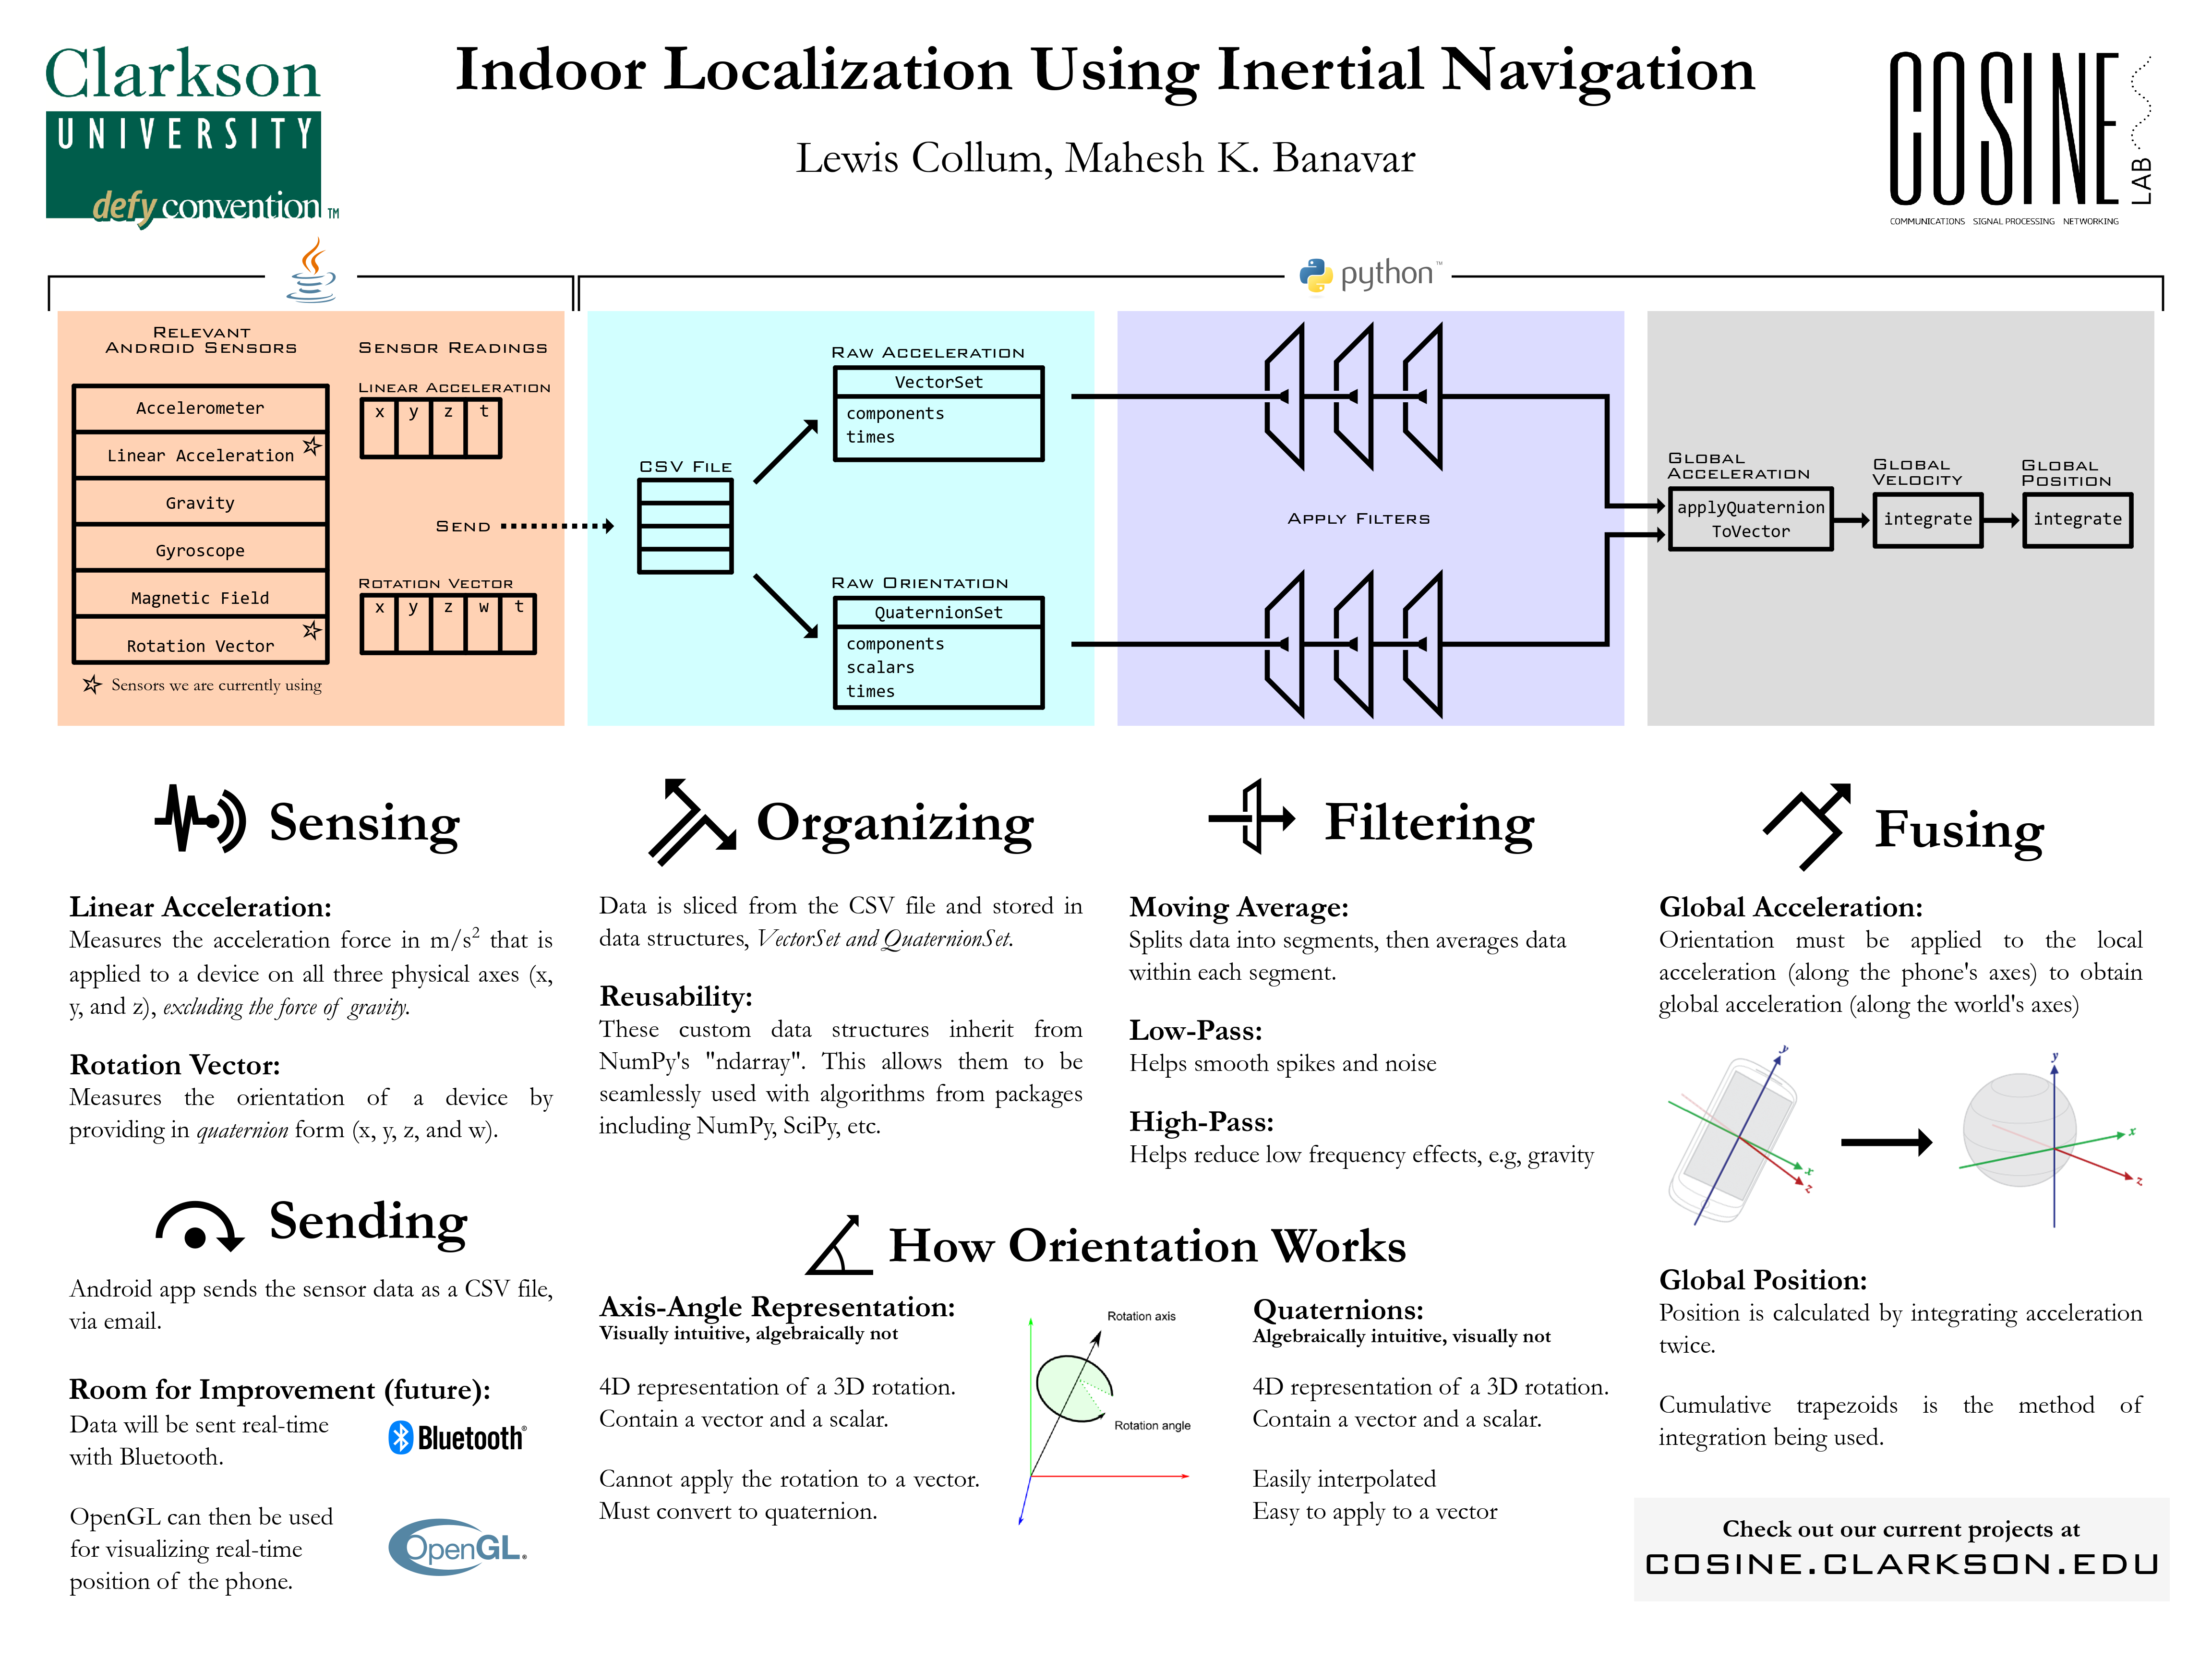 Clarkson
UNIVERSITY
defy convention™
Indoor Localization Using Inertial Navigation
Lewis Collum, Mahesh K. Banavar
COSINE
LAB
COMMUNICATIONS SIGNAL PROCESSING NETWORKING
python™
RELEVANT
ANDROID SENSORS
Accelerometer
Linear Acceleration
Gravity
Gyroscope
Magnetic Field
Rotation Vector
Sensors we are currently using
SENSOR READINGS
LINEAR ACCELERATION
x y z t
SEND
ROTATION VECTOR
x y z w t
CSV FILE
RAW ACCELERATION
VectorSet
components
times
RAW ORIENTATION
QuaternionSet
components
scalars
times
APPLY FILTERS
GLOBAL
ACCELERATION
applyQuaternion
ToVector
GLOBAL
VELOCITY
integrate
GLOBAL
POSITION
integrate
Sensing
Linear Acceleration:
Measures the acceleration force in m/s² that is
applied to a device on all three physical axes (x,
y, and z), excluding the force of gravity.
Rotation Vector:
Measures the orientation of a device by
providing in quaternion form (x, y, z, and w).
Sending
Android app sends the sensor data as a CSV file,
via email.
Room for Improvement (future):
Data will be sent real-time
with Bluetooth.
Bluetooth®
OpenGL can then be used
for visualizing real-time
position of the phone.
OpenGL®
Organizing
Data is sliced from the CSV file and stored in
data structures, VectorSet and QuaternionSet.
Reusability:
These custom data structures inherit from
NumPy's "ndarray". This allows them to be
seamlessly used with algorithms from packages
including NumPy, SciPy, etc.
Filtering
Moving Average:
Splits data into segments, then averages data
within each segment.
Low-Pass:
Helps smooth spikes and noise
High-Pass:
Helps reduce low frequency effects, e.g, gravity
How Orientation Works
Axis-Angle Representation:
Visually intuitive, algebraically not
4D representation of a 3D rotation.
Contain a vector and a scalar.
Cannot apply the rotation to a vector.
Must convert to quaternion.
Rotation axis
Rotation angle
Quaternions:
Algebraically intuitive, visually not
4D representation of a 3D rotation.
Contain a vector and a scalar.
Easily interpolated
Easy to apply to a vector
Fusing
Global Acceleration:
Orientation must be applied to the local
acceleration (along the phone's axes) to obtain
global acceleration (along the world's axes)
y
x
z
y
x
z
Global Position:
Position is calculated by integrating acceleration
twice.
Cumulative trapezoids is the method of
integration being used.
Check out our current projects at
COSINE.CLARKSON.EDU